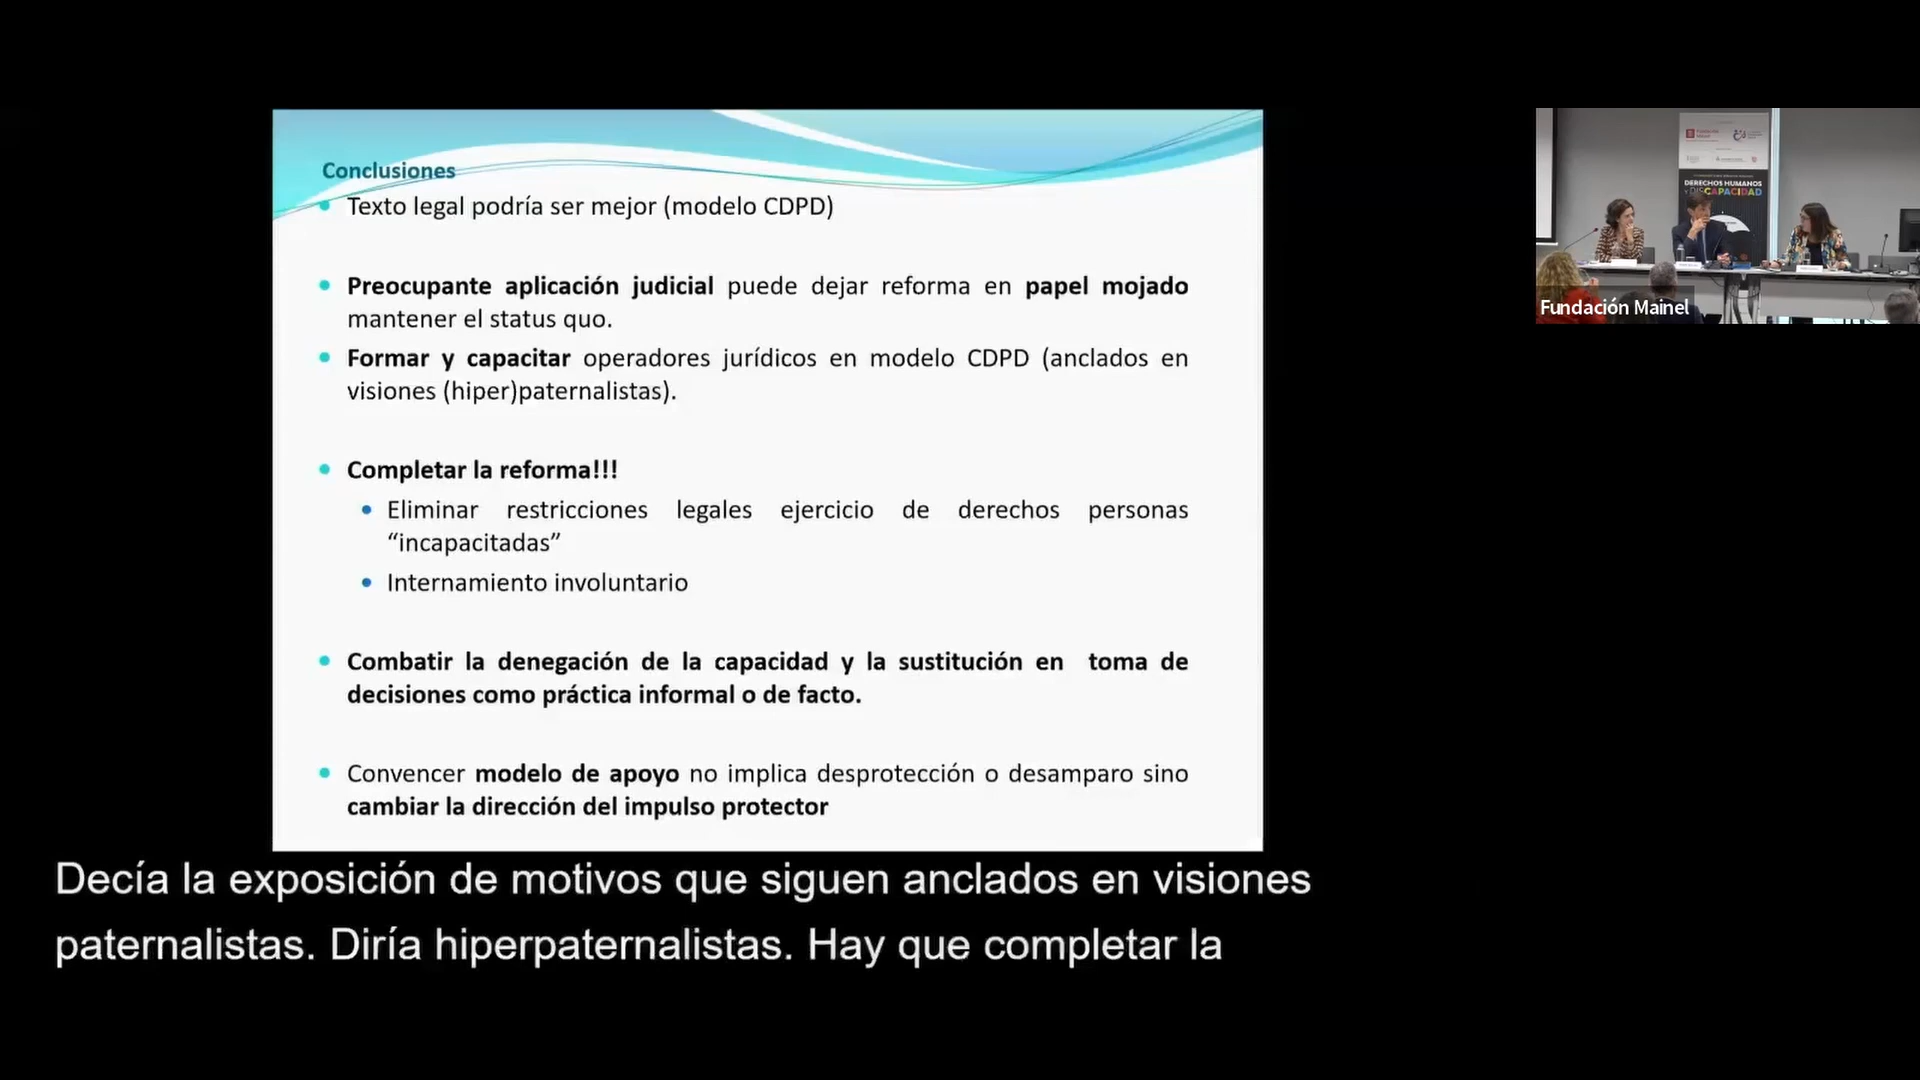 Conclusiones
Texto legal podría ser mejor (modelo CDPD)
Preocupante aplicación judicial puede dejar reforma en papel mojado
mantener el status quo.
Formar y capacitar operadores jurídicos en modelo CDPD (anclados en
visiones (hiper)paternalistas).
Completar la reforma!!!
Eliminar restricciones legales ejercicio de derechos personas
“incapacitadas”
Internamiento involuntario
Combatir la denegación de la capacidad y la sustitución en toma de
decisiones como práctica informal o de facto.
Convencer modelo de apoyo no implica desprotección o desamparo sino
cambiar la dirección del impulso protector
DERECHOS HUMANOS
Y DISCAPACIDAD
Fundación Mainel
Decía la exposición de motivos que siguen anclados en visiones
paternalistas. Diría hiperpaternalistas. Hay que completar la